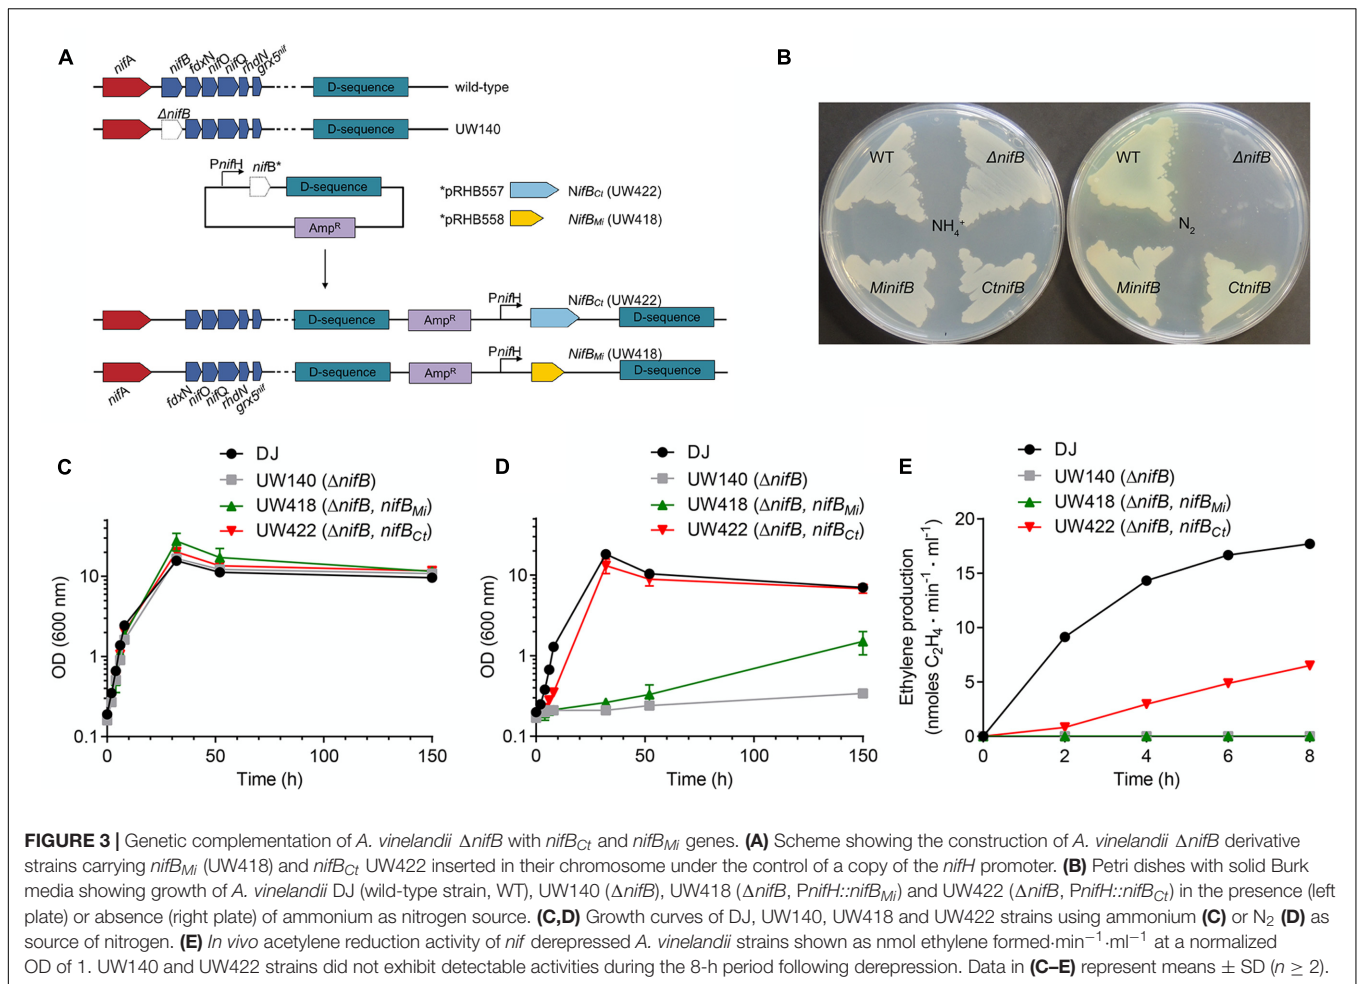 A
nifA
nifB
fdxN
nifO
nifQ
rhdN
grx5nif
D-sequence
wild-type
ΔnifB
D-sequence
UW140
PnifH
nifB*
D-sequence
AmpR
*pRHB557
NifBCt (UW422)
*pRHB558
NifBMi (UW418)
PnifH
NifBCt (UW422)
D-sequence
AmpR
D-sequence
PnifH
NifBMi (UW418)
D-sequence
AmpR
D-sequence
nifA
fdxN
nifO
nifQ
rhdN
grx5nif
B
WT
ΔnifB
NH4+
MinifB
CtnifB
WT
ΔnifB
N2
MinifB
CtnifB
C
DJ
UW140 (ΔnifB)
UW418 (ΔnifB, nifBMi)
UW422 (ΔnifB, nifBCt)
OD (600 nm)
10
1
0.1
0
50
100
150
Time (h)
D
DJ
UW140 (ΔnifB)
UW418 (ΔnifB, nifBMi)
UW422 (ΔnifB, nifBCt)
OD (600 nm)
10
1
0.1
0
50
100
150
Time (h)
E
DJ
UW140 (ΔnifB)
UW418 (ΔnifB, nifBMi)
UW422 (ΔnifB, nifBCt)
Ethylene production
(nmoles C2H4 · min-1 · ml-1)
20
15
10
5
0
0
2
4
6
8
Time (h)
FIGURE 3 | Genetic complementation of A. vinelandii ΔnifB with nifBCt and nifBMi genes. (A) Scheme showing the construction of A. vinelandii ΔnifB derivative
strains carrying nifBMi (UW418) and nifBCt UW422 inserted in their chromosome under the control of a copy of the nifH promoter. (B) Petri dishes with solid Burk
media showing growth of A. vinelandii DJ (wild-type strain, WT), UW140 (ΔnifB), UW418 (ΔnifB, PnifH::nifBMi) and UW422 (ΔnifB, PnifH::nifBCt) in the presence (left
plate) or absence (right plate) of ammonium as nitrogen source. (C,D) Growth curves of DJ, UW140, UW418 and UW422 strains using ammonium (C) or N2 (D) as
source of nitrogen. (E) In vivo acetylene reduction activity of nif derepressed A. vinelandii strains shown as nmol ethylene formed·min−1·ml−1 at a normalized
OD of 1. UW140 and UW422 strains did not exhibit detectable activities during the 8-h period following derepression. Data in (C–E) represent means ± SD (n ≥ 2).